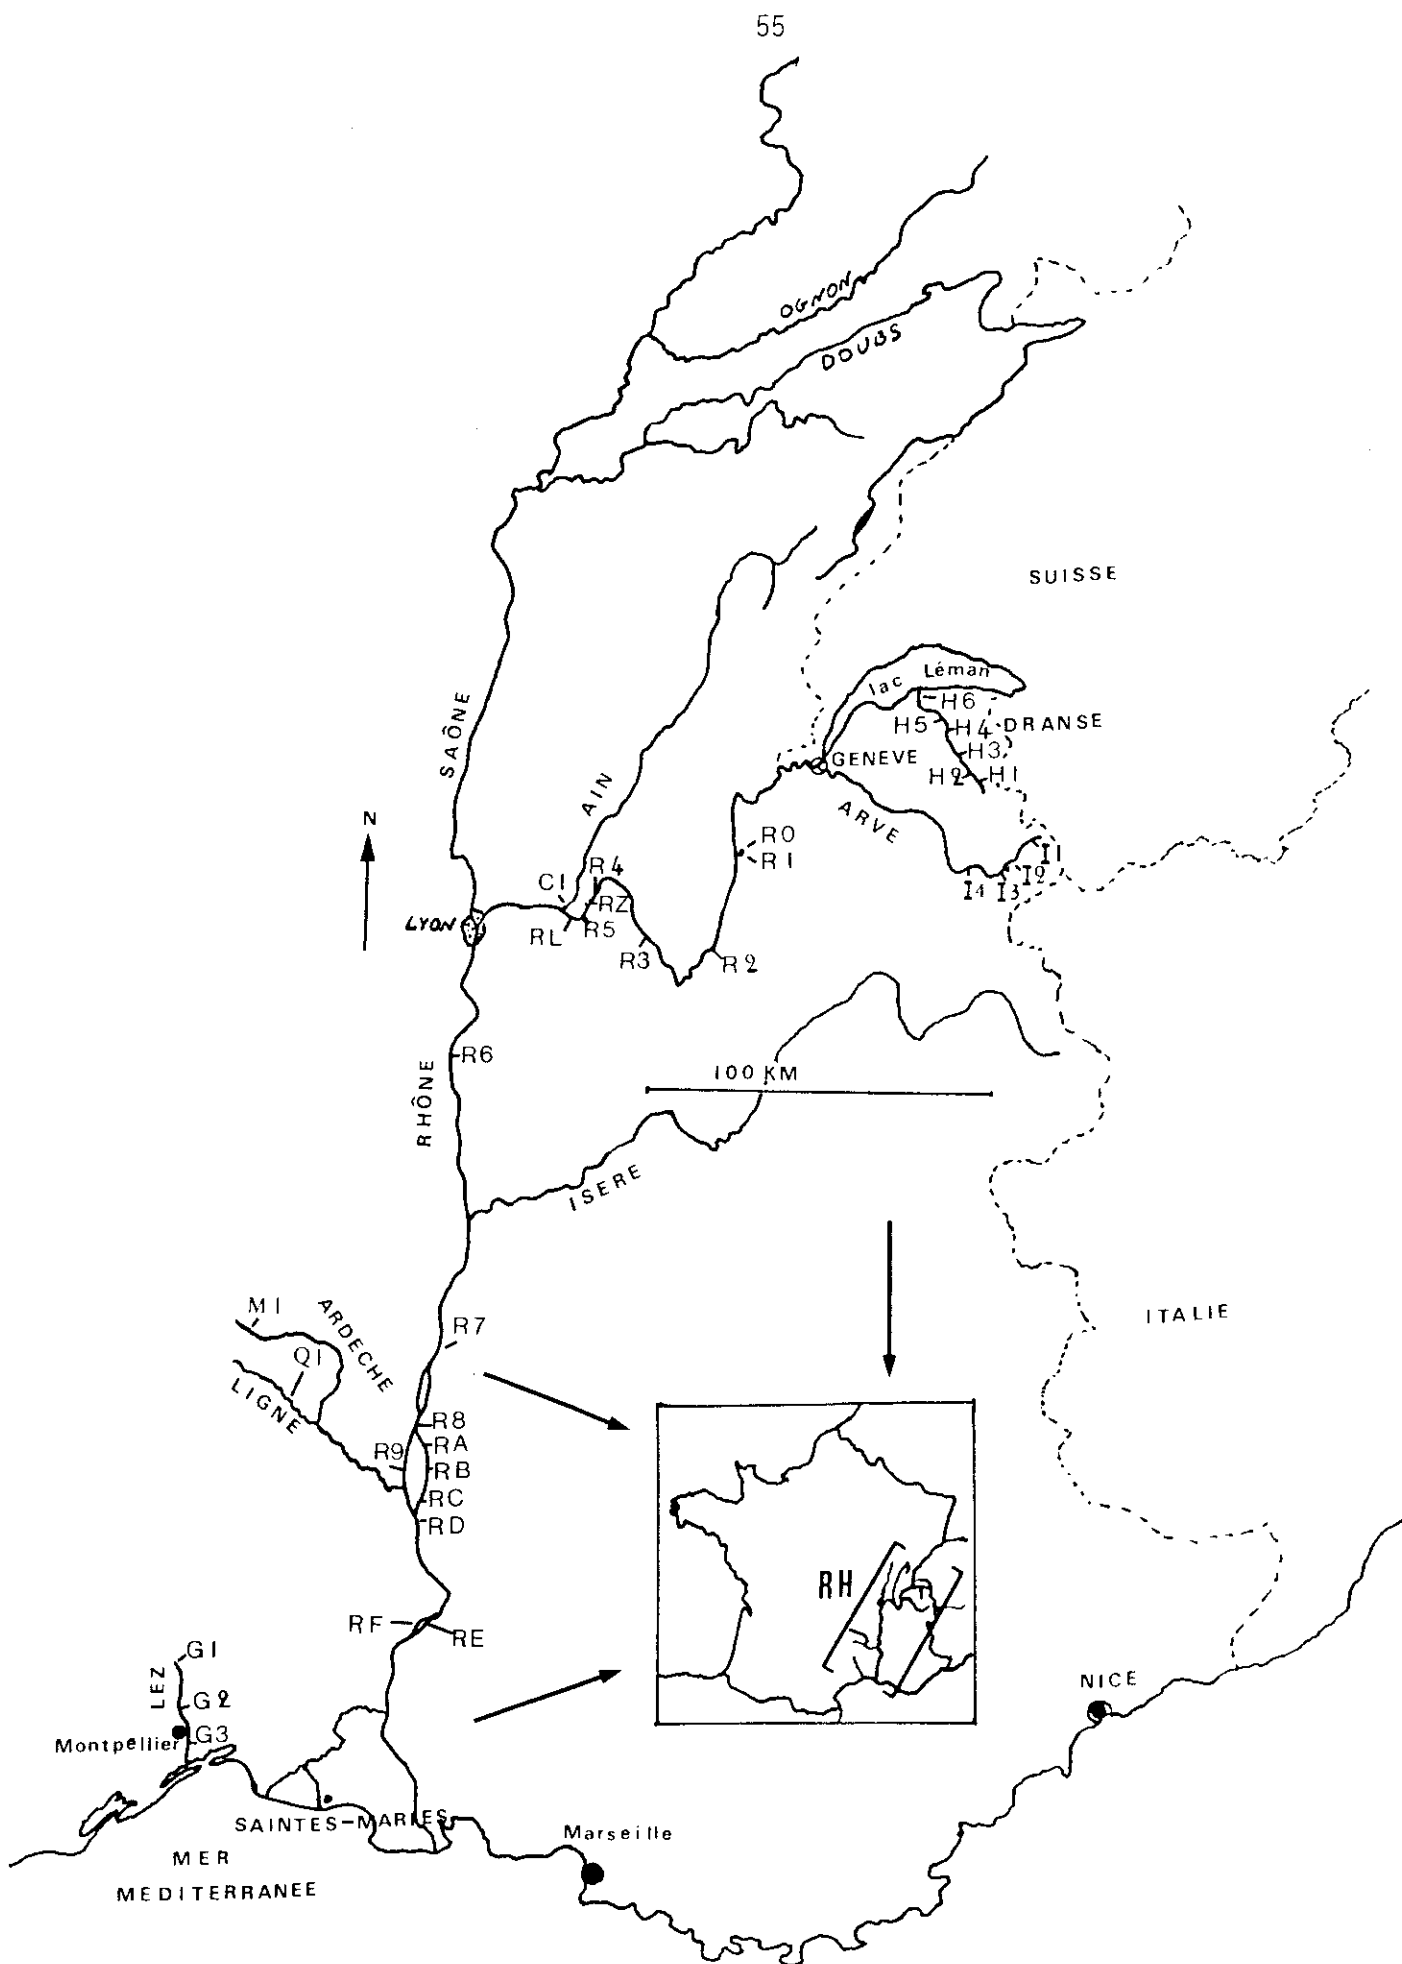 55
OGNON
DOUBS
SUISSE
lac Léman
H6
H5
H4
DRANSE
H3
H2
H1
SAÔNE
GENEVE
AIN
ARVE
N
R0
R1
I1
I2
I3
I4
R4
C1
RZ
LYON
RL
R5
R3
R2
R6
100 KM
RHÔNE
ISERE
ITALIE
M1
ARDECHE
R7
Q1
LIGNE
R8
RA
R9
RB
RC
RD
RH
RF
RE
G1
LEZ
G2
NICE
G3
Montpellier
SAINTES-MARIES
Marseille
MER
MEDITERRANEE